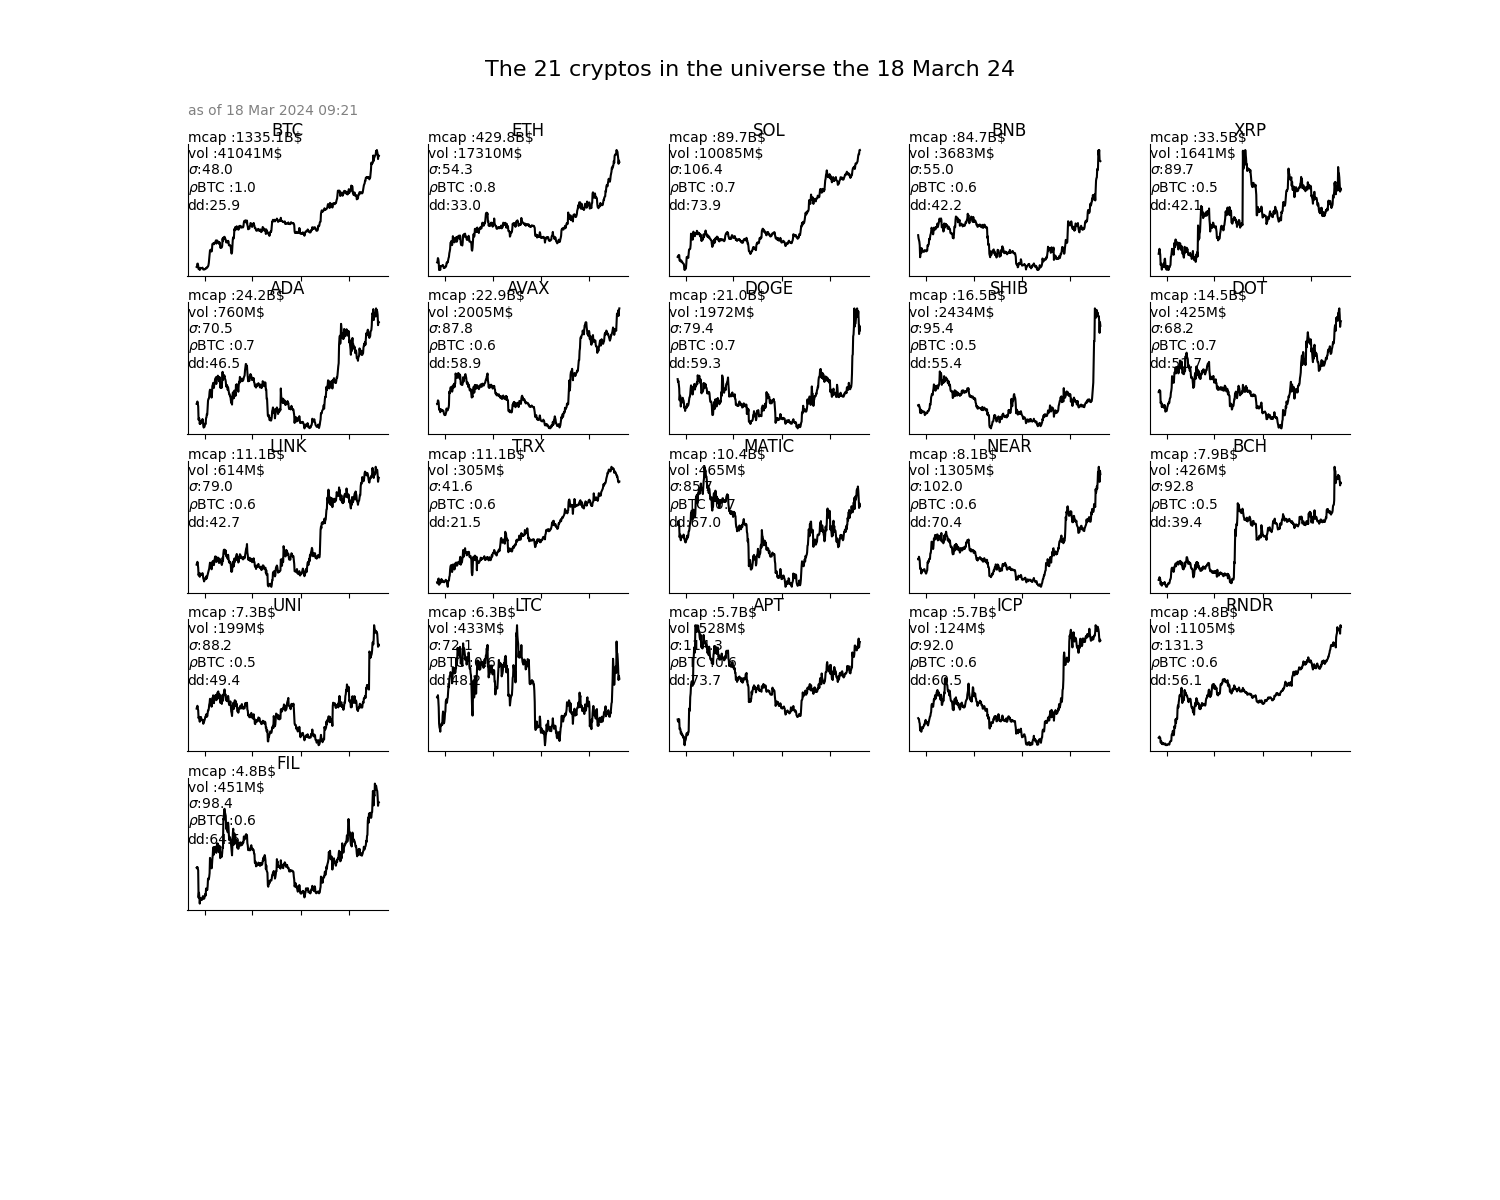 The 21 cryptos in the universe the 18 March 24
as of 18 Mar 2024 09:21
BTC
mcap :1335.1B$
vol :41041M$
σ:48.0
ρBTC :1.0
dd:25.9
ETH
mcap :429.8B$
vol :17310M$
σ:54.3
ρBTC :0.8
dd:33.0
SOL
mcap :89.7B$
vol :10085M$
σ:106.4
ρBTC :0.7
dd:73.9
BNB
mcap :84.7B$
vol :3683M$
σ:55.0
ρBTC :0.6
dd:42.2
XRP
mcap :33.5B$
vol :1641M$
σ:89.7
ρBTC :0.5
dd:42.1
ADA
mcap :24.2B$
vol :760M$
σ:70.5
ρBTC :0.7
dd:46.5
AVAX
mcap :22.9B$
vol :2005M$
σ:87.8
ρBTC :0.6
dd:58.9
DOGE
mcap :21.0B$
vol :1972M$
σ:79.4
ρBTC :0.7
dd:59.3
SHIB
mcap :16.5B$
vol :2434M$
σ:95.4
ρBTC :0.5
dd:55.4
DOT
mcap :14.5B$
vol :425M$
σ:68.2
ρBTC :0.7
LINK
mcap :11.1B$
vol :614M$
σ:79.0
ρBTC :0.6
dd:42.7
TRX
mcap :11.1B$
vol :305M$
σ:41.6
ρBTC :0.6
dd:21.5
MATIC
mcap :10.4B$
vol :465M$
ρBTC :0.7
dd:67.0
NEAR
mcap :8.1B$
vol :1305M$
σ:102.0
ρBTC :0.6
dd:70.4
BCH
mcap :7.9B$
vol :426M$
σ:92.8
ρBTC :0.5
dd:39.4
UNI
mcap :7.3B$
vol :199M$
σ:88.2
ρBTC :0.5
dd:49.4
LTC
mcap :6.3B$
vol :433M$
σ:72.1
ρBTC :0.6
dd:48.2
APT
mcap :5.7B$
vol :528M$
ρBTC :0.6
dd:73.7
ICP
mcap :5.7B$
vol :124M$
σ:92.0
ρBTC :0.6
dd:60.5
RNDR
mcap :4.8B$
vol :1105M$
σ:131.3
ρBTC :0.6
dd:56.1
FIL
mcap :4.8B$
vol :451M$
σ:98.4
ρBTC :0.6